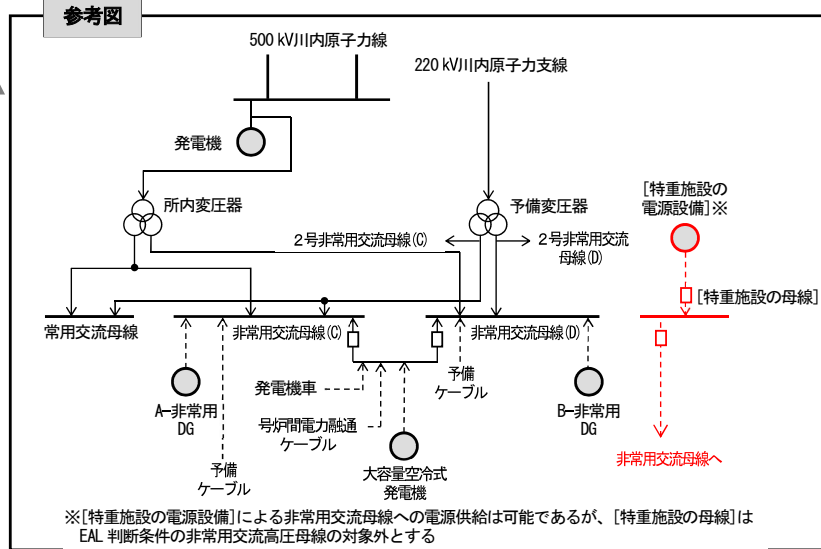 参考図
500 kV川内原子力線
220 kV川内原子力支線
発電機
[特重施設の
電源設備]※
所内変圧器
予備変圧器
2号非常用交流母線(C)
2号非常用交流
母線(D)
[特重施設の母線]
常用交流母線
非常用交流母線(C)
非常用交流母線(D)
発電機車
予備
ケーブル
A-非常用
DG
号炉間電力融通
ケーブル
B-非常用
DG
予備
ケーブル
大容量空冷式
発電機
非常用交流母線へ
※[特重施設の電源設備]による非常用交流母線への電源供給は可能であるが、[特重施設の母線]は
EAL 判断条件の非常用交流高圧母線の対象外とする